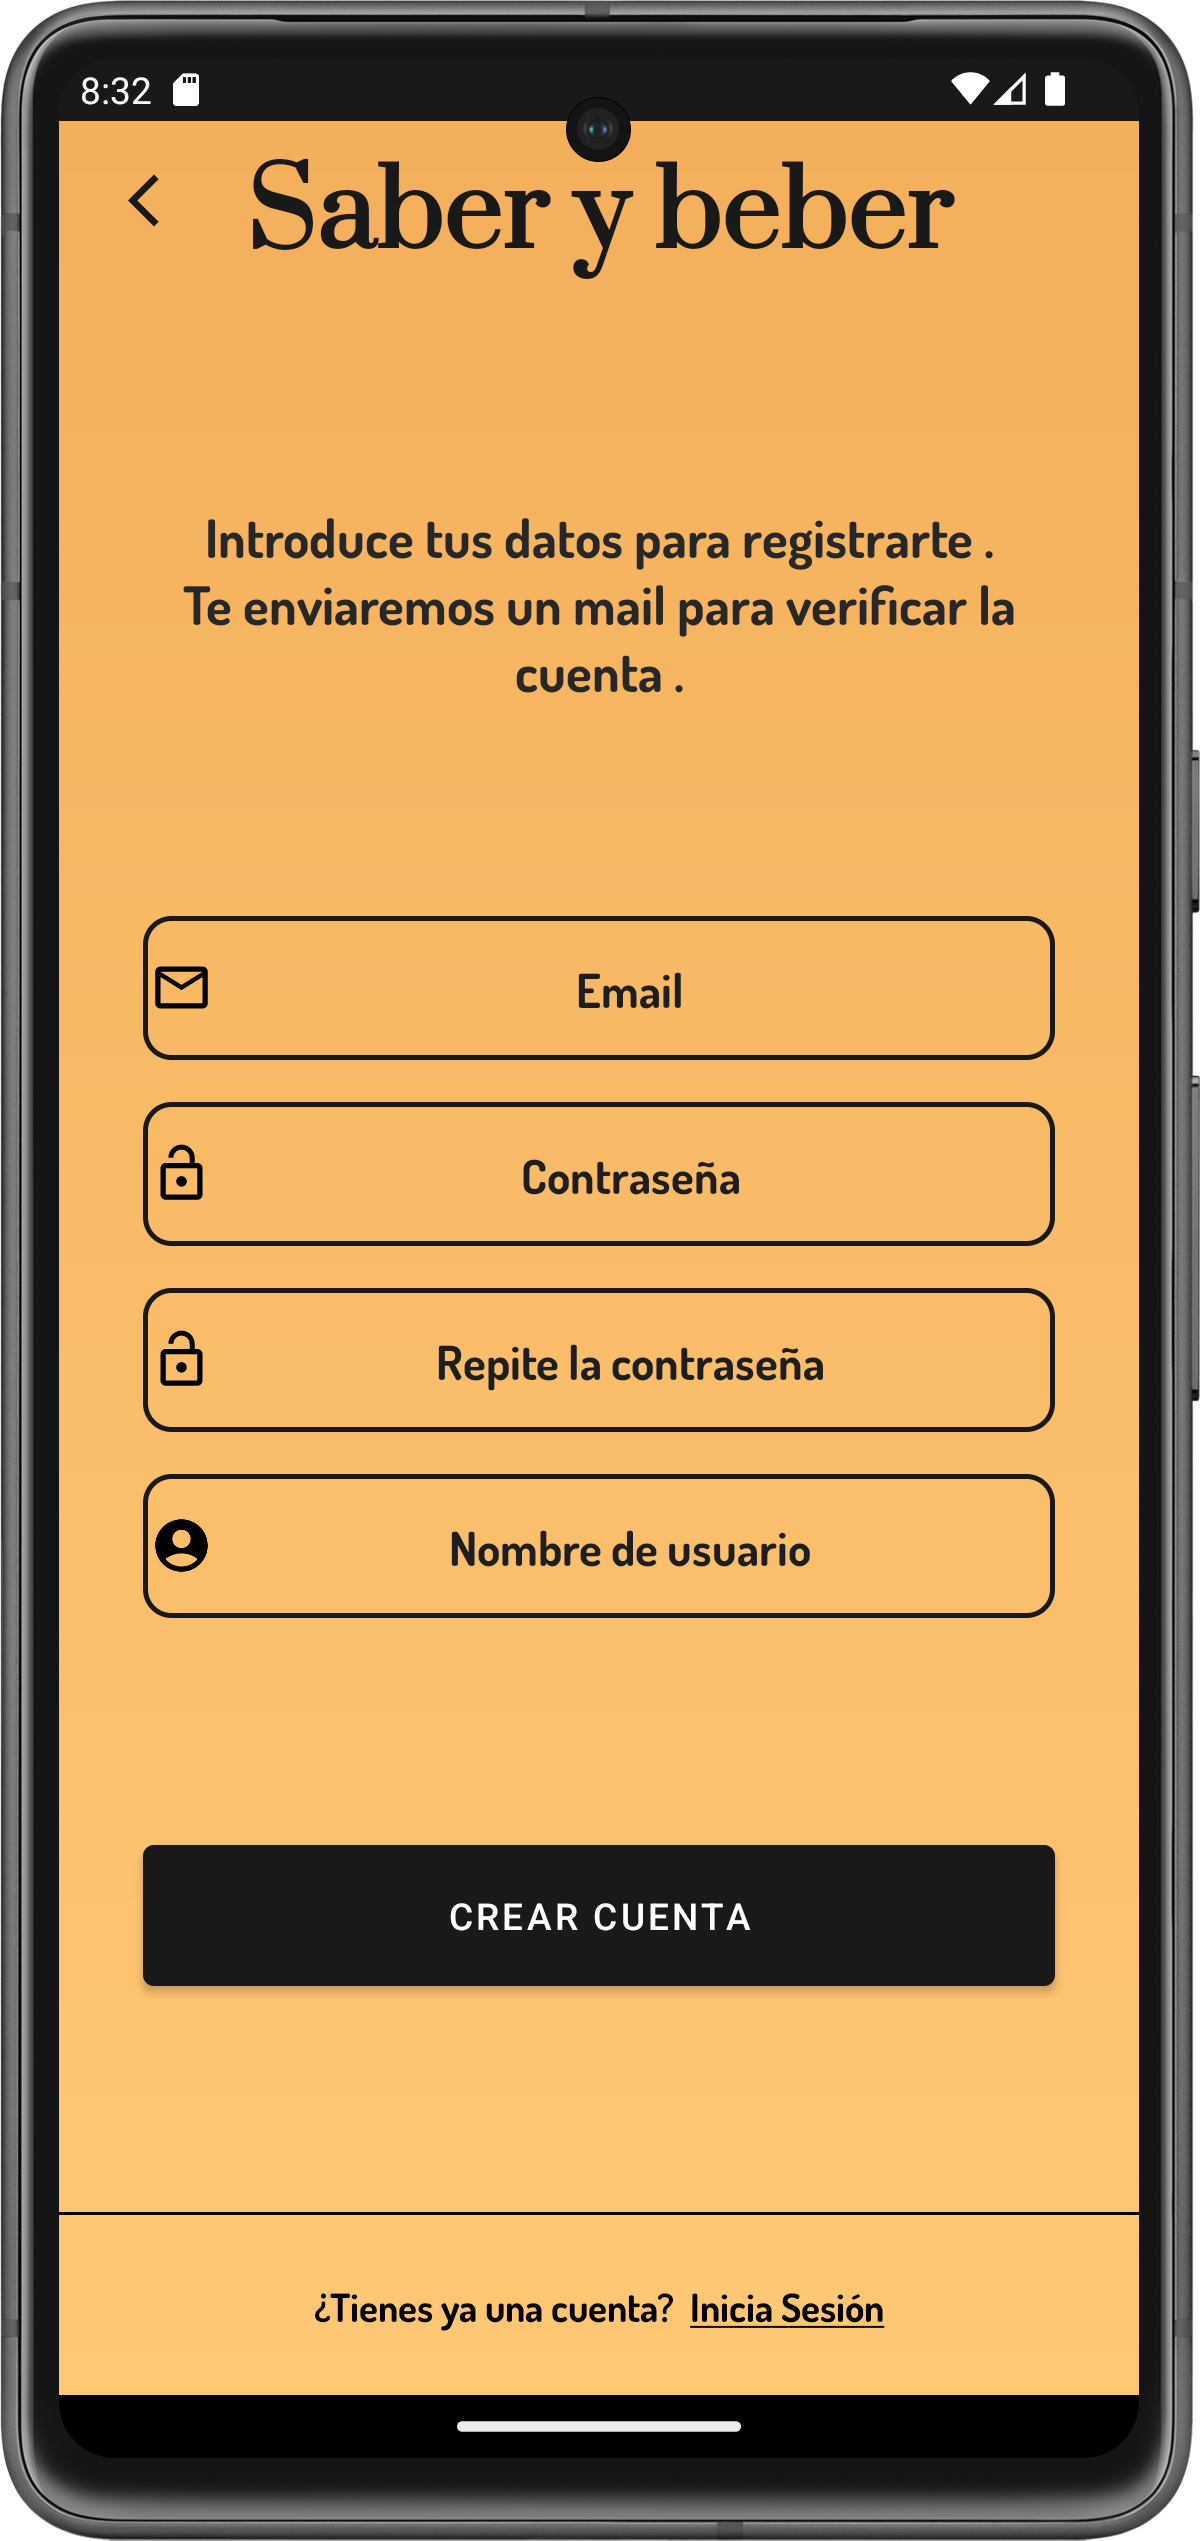 8:32
Saber y beber
Introduce tus datos para registrarte .
Te enviaremos un mail para verificar la
cuenta .
Email
Contraseña
Repite la contraseña
Nombre de usuario
CREAR CUENTA
¿Tienes ya una cuenta? Inicia Sesión